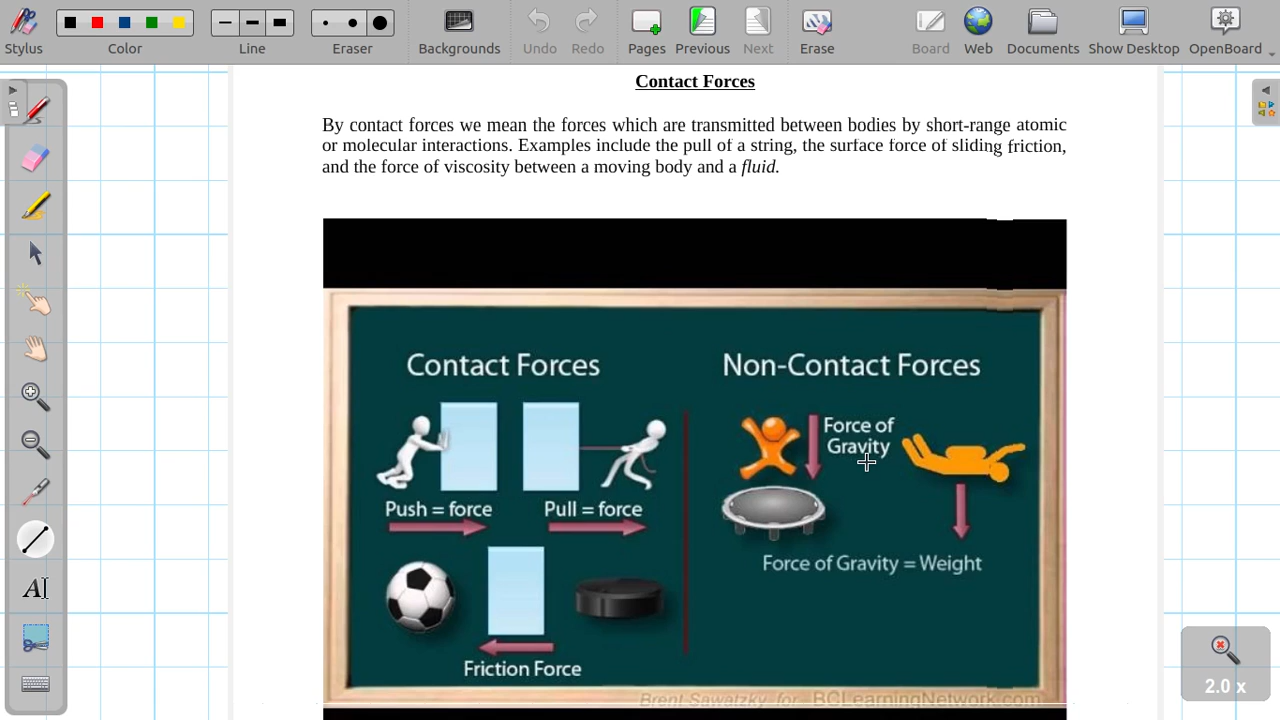 Stylus
Color
Line
Eraser
Backgrounds
Undo
Redo
Pages
Previous
Next
Erase
Board
Web
Documents
Show Desktop
OpenBoard
Contact Forces
By contact forces we mean the forces which are transmitted between bodies by short-range atomic
or molecular interactions. Examples include the pull of a string, the surface force of sliding friction,
and the force of viscosity between a moving body and a fluid.
Contact Forces
Push = force
Pull = force
Friction Force
Non-Contact Forces
Force of
Gravity
Force of Gravity = Weight
Brent Sawatzky for BCLearningNetwork.com
AI
2.0 x